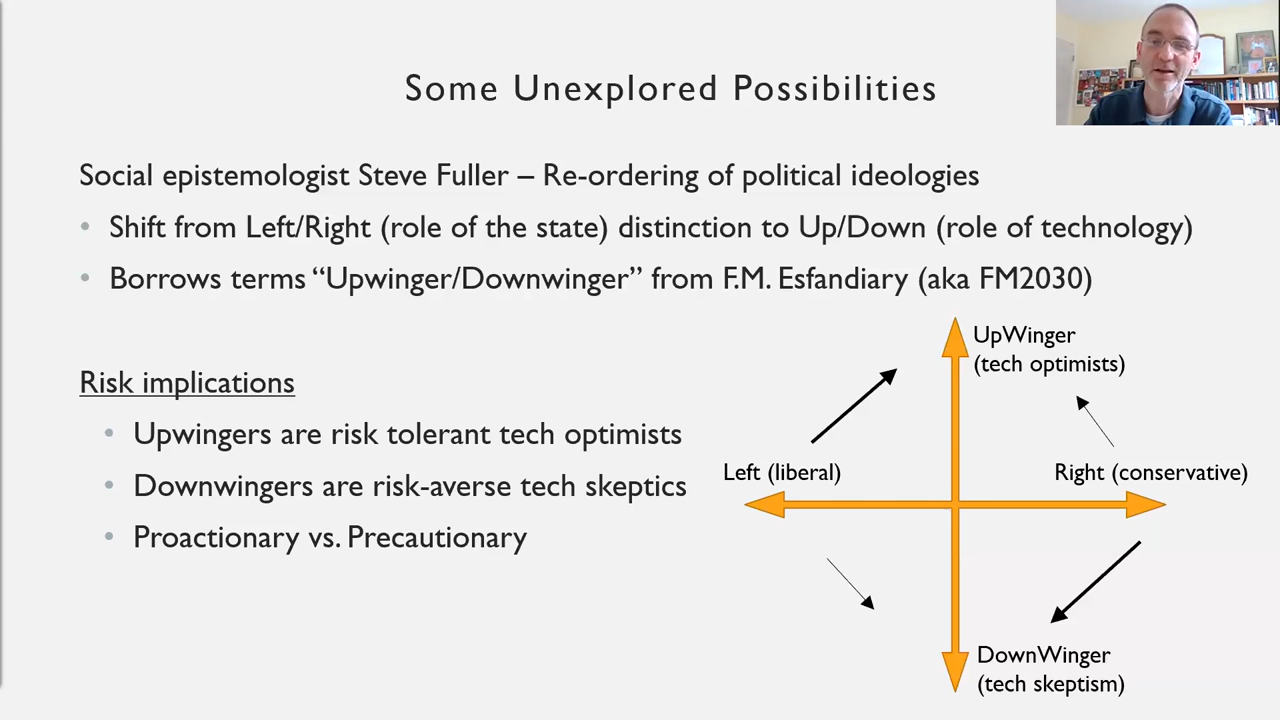 Some Unexplored Possibilities
Social epistemologist Steve Fuller – Re-ordering of political ideologies
• Shift from Left/Right (role of the state) distinction to Up/Down (role of technology)
• Borrows terms “Upwinger/Downwinger” from F.M. Esfandiary (aka FM2030)
Risk implications
• Upwingers are risk tolerant tech optimists
• Downwingers are risk-averse tech skeptics
• Proactionary vs. Precautionary
UpWinger
(tech optimists)
Left (liberal)
Right (conservative)
DownWinger
(tech skeptism)